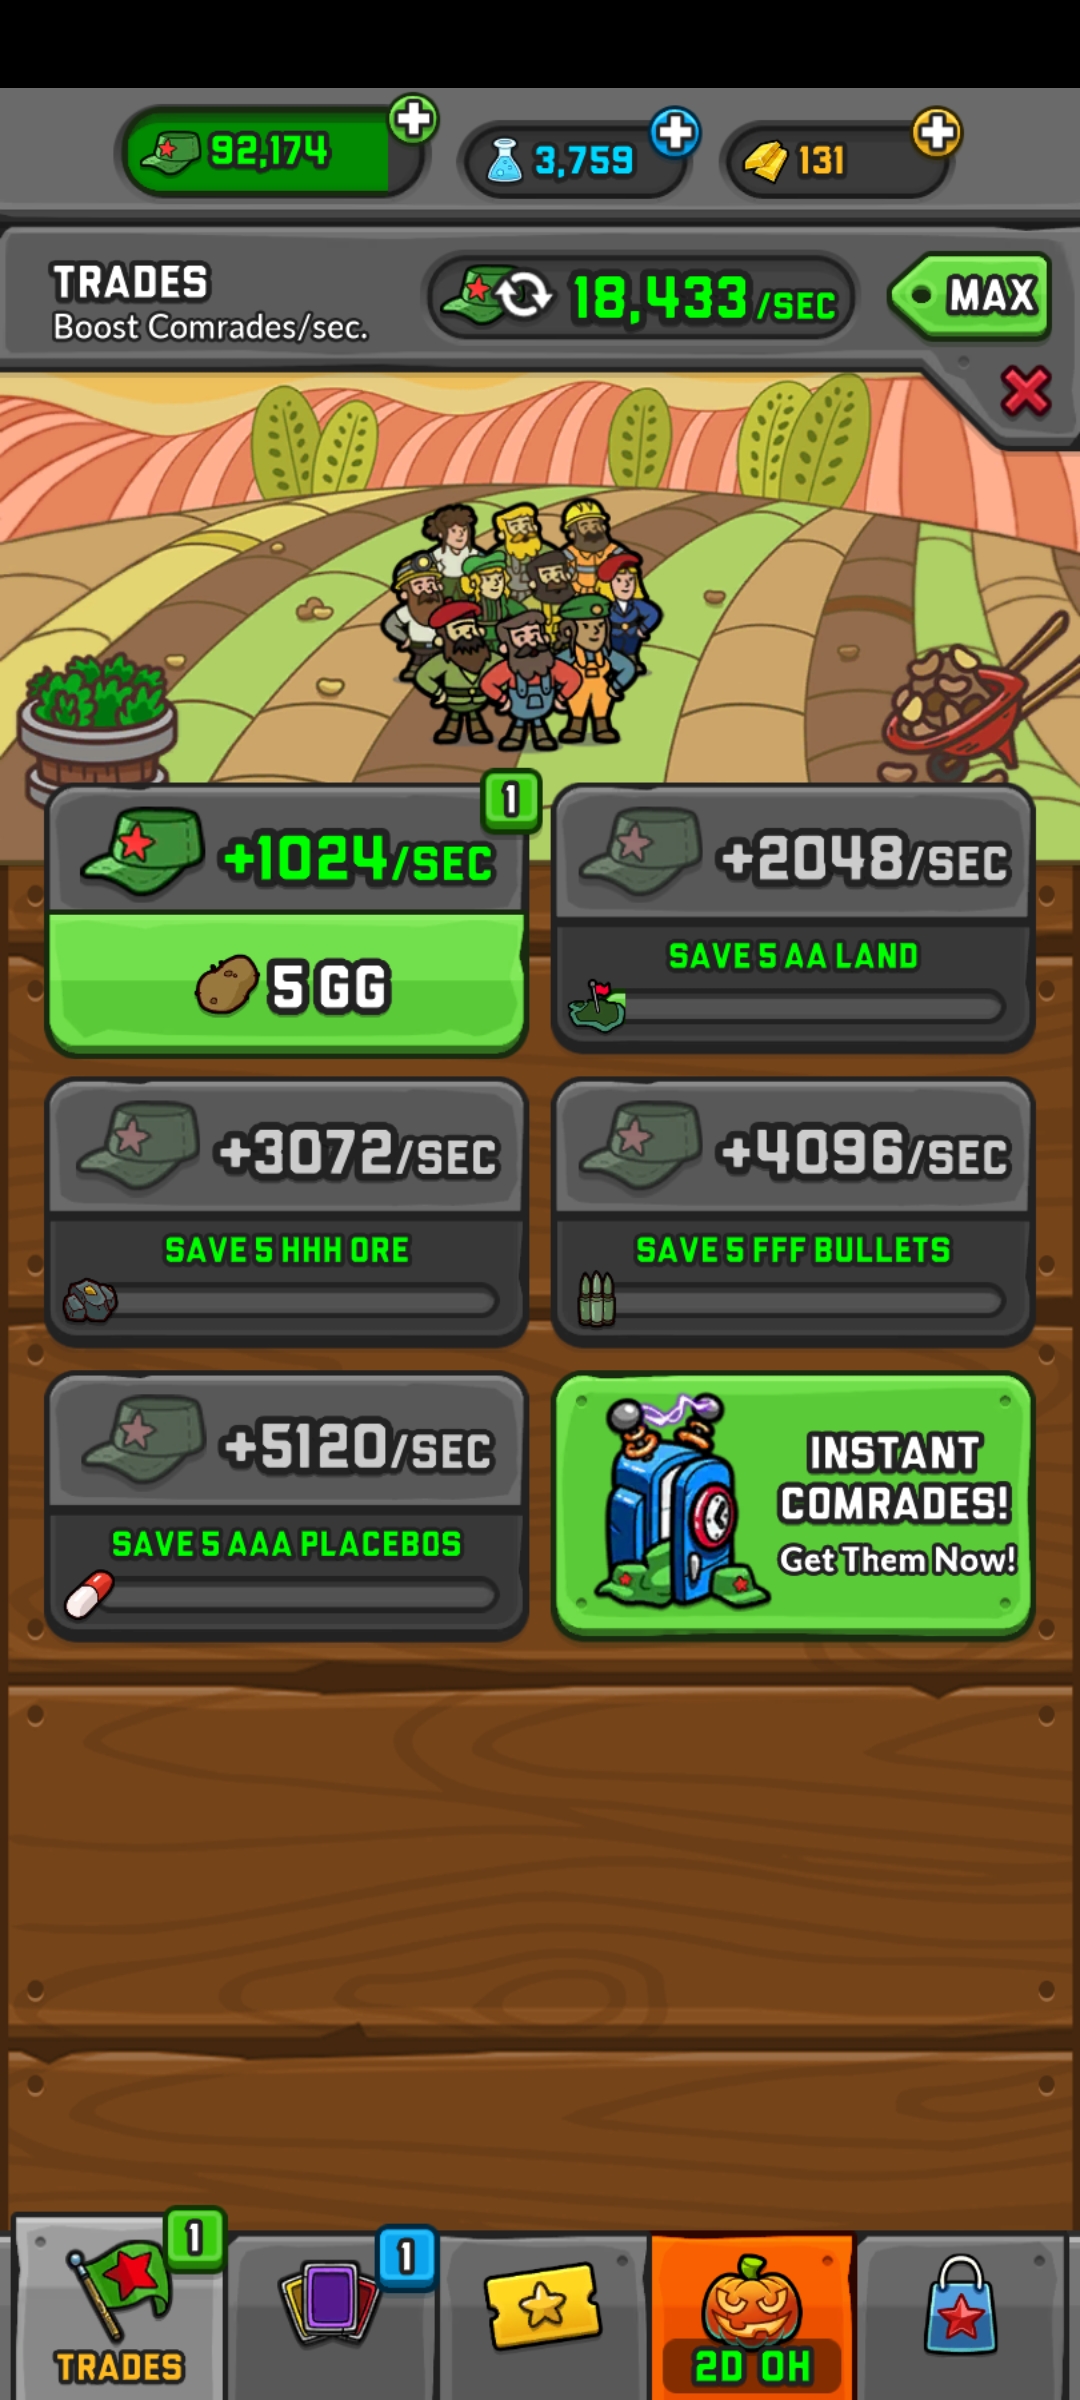 92,174
3,759
131
TRADES
Boost Comrades/sec.
18,433/SEC
MAX
1
+1024/SEC
5 GG
+2048/SEC
SAVE 5 AA LAND
+3072/SEC
SAVE 5 HHH ORE
+4096/SEC
SAVE 5 FFF BULLETS
+5120/SEC
SAVE 5 AAA PLACEBOS
INSTANT
COMRADES!
Get Them Now!
1
TRADES
1
2D 0H